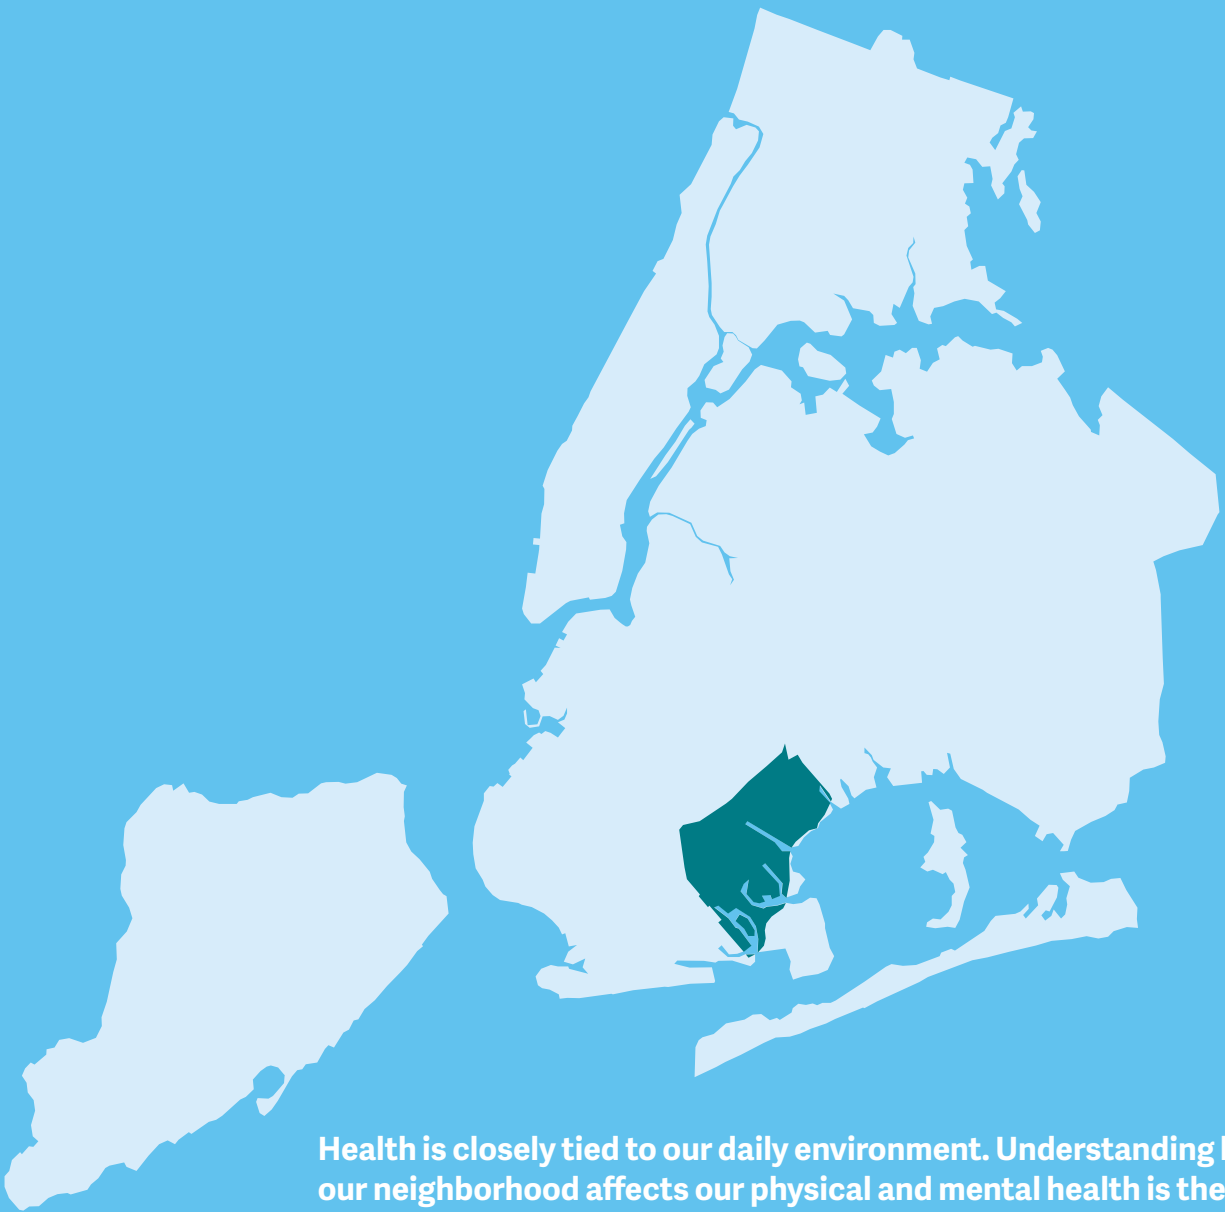 Health is closely tied to our daily environment. Understanding
our neighborhood affects our physical and mental health is the